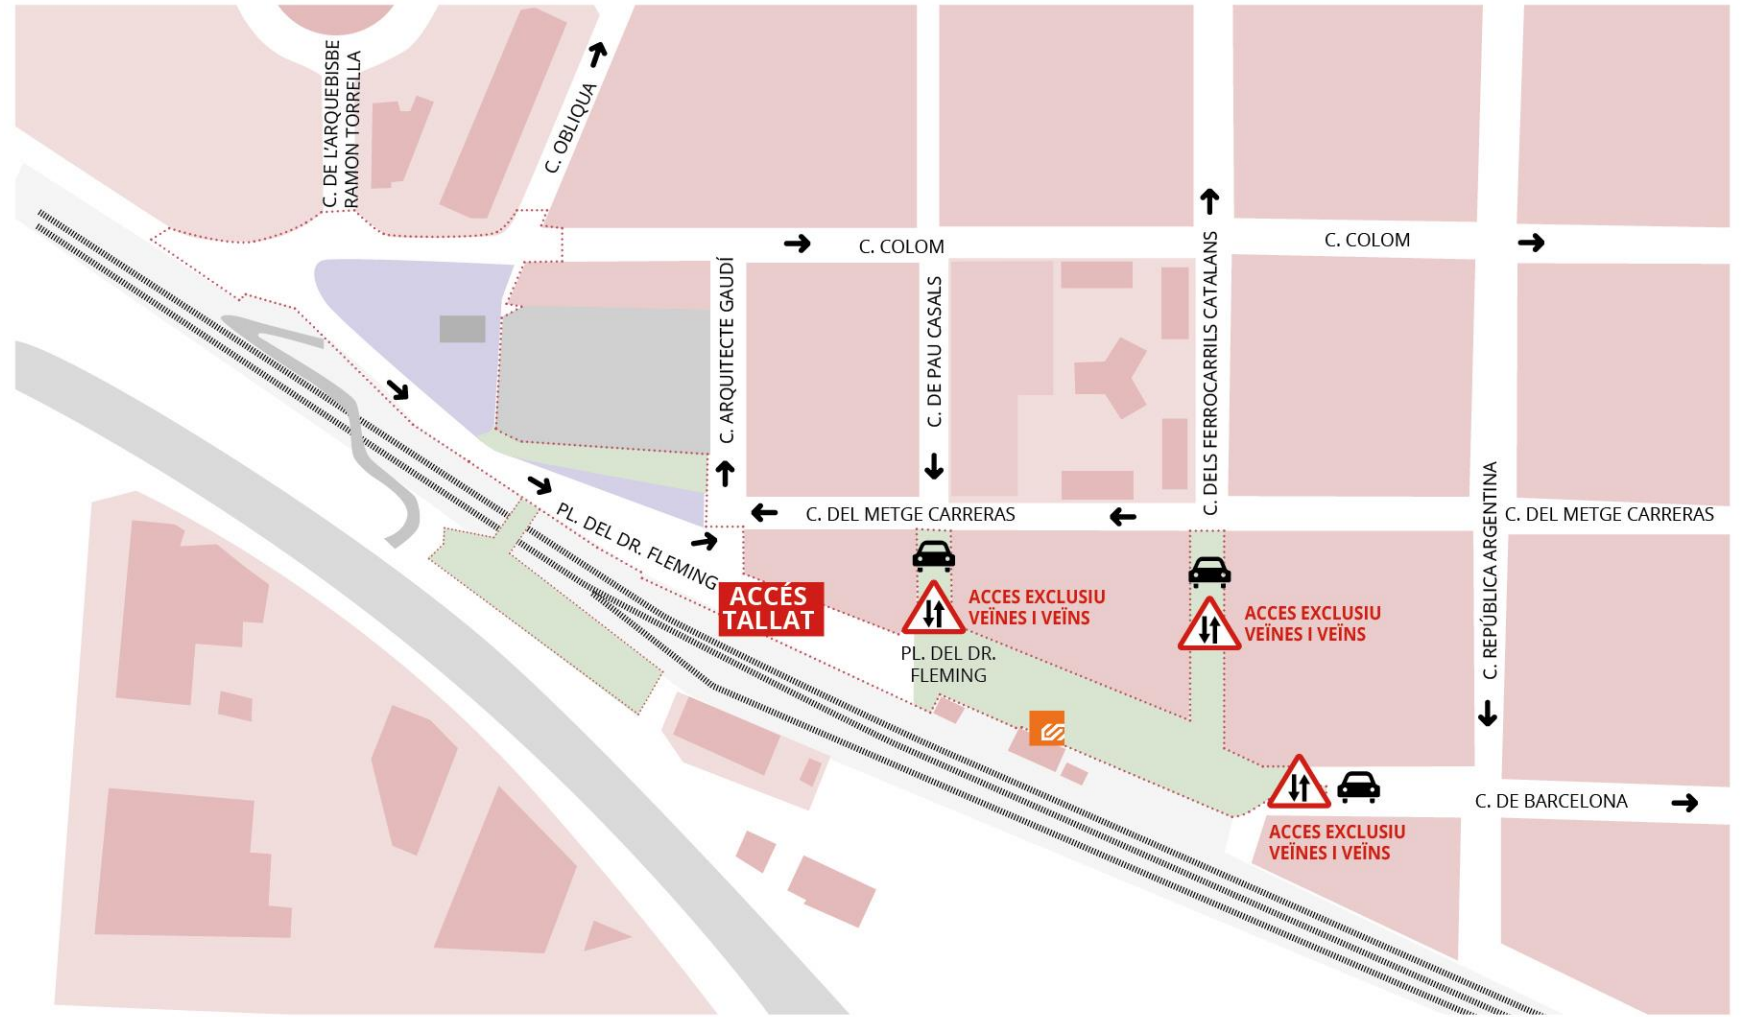 C. DE L'ARQUEBISBE
RAMON TORRELLA
C. OBLIQUA
C. COLOM
C. COLOM
C. ARQUITECTE GAUDÍ
C. DE PAU CASALS
C. DELS FERROCARRILS CATALANS
C. REPÚBLICA ARGENTINA
C. DEL METGE CARRERAS
C. DEL METGE CARRERAS
PL. DEL DR. FLEMING
ACCÉS
TALLAT
ACCES EXCLUSIU
VEÏNES I VEÏNS
ACCES EXCLUSIU
VEÏNES I VEÏNS
PL. DEL DR.
FLEMING
C. DE BARCELONA
ACCES EXCLUSIU
VEÏNES I VEÏNS